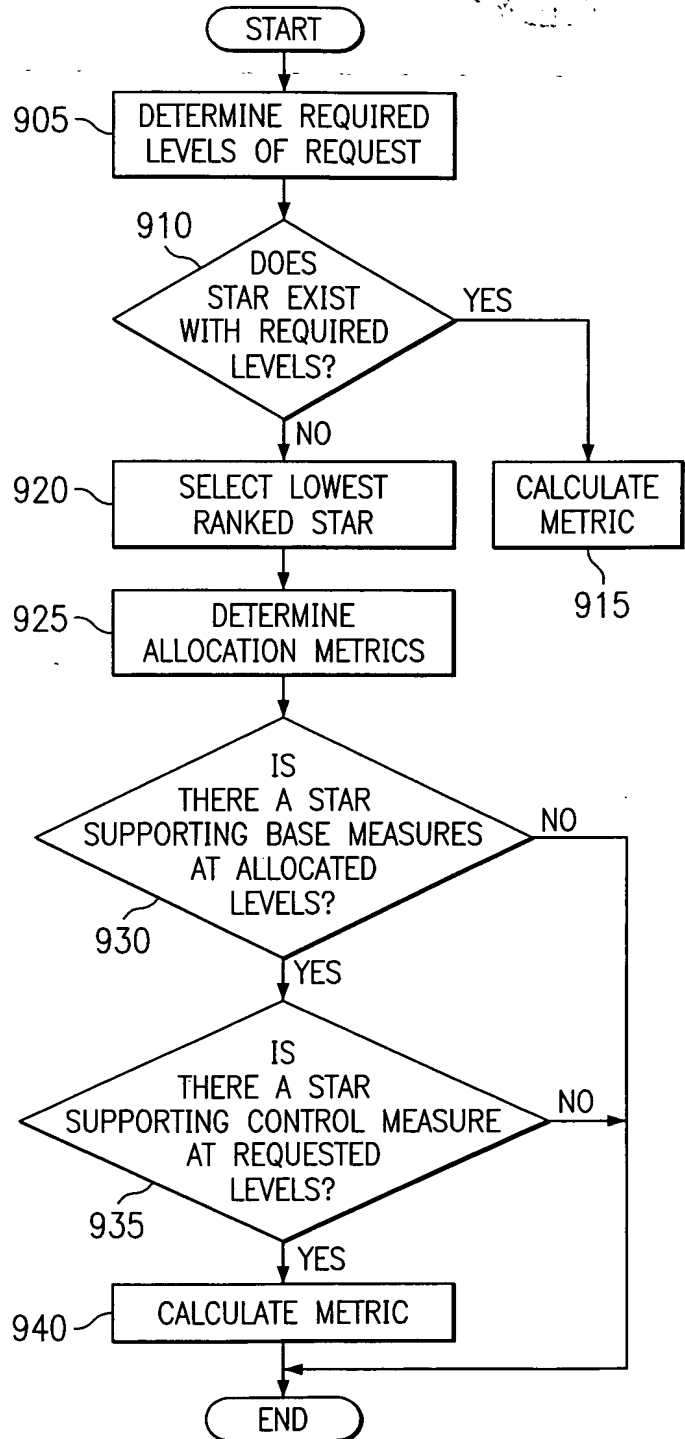 START
905
DETERMINE REQUIRED
LEVELS OF REQUEST
910
DOES
STAR EXIST
WITH REQUIRED
LEVELS?
YES
NO
920
SELECT LOWEST
RANKED STAR
CALCULATE
METRIC
915
925
DETERMINE
ALLOCATION METRICS
IS
THERE A STAR
SUPPORTING BASE MEASURES
AT ALLOCATED
LEVELS?
NO
930
YES
IS
THERE A STAR
SUPPORTING CONTROL MEASURE
AT REQUESTED
LEVELS?
NO
935
YES
940
CALCULATE METRIC
END